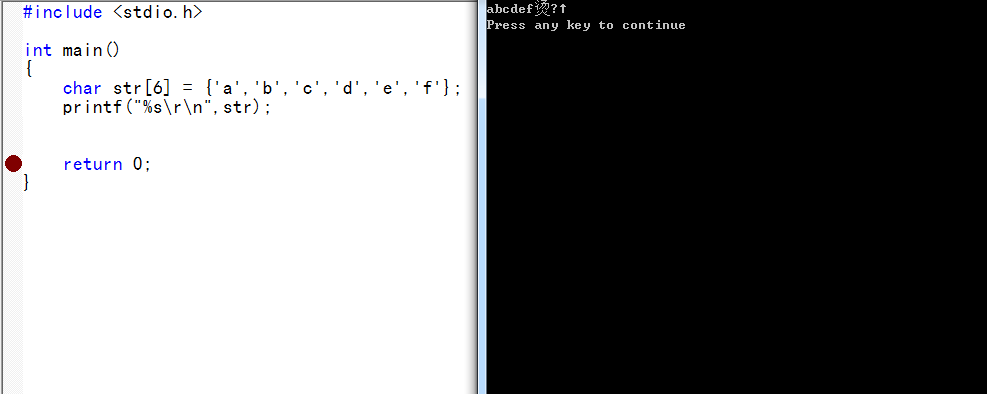 #include <stdio.h>
int main()
{
char str[6] = {'a','b','c','d','e','f'};
printf("%s\r\n",str);
return 0;
}
abcdef烫?↑
Press any key to continue